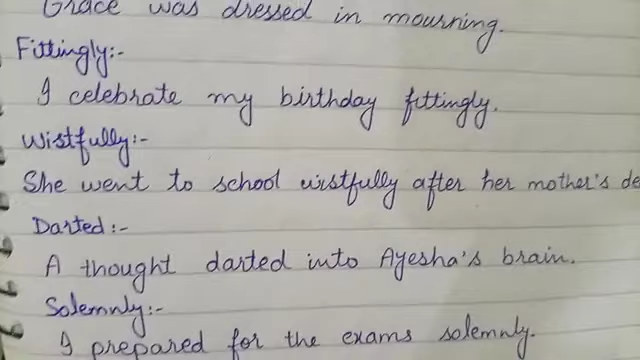 Grace was dressed in mourning.
Fittingly:-
I celebrate my birthday fittingly.
Wistfully:-
She went to school wistfully after her mother's de
Darted:-
A thought darted into Ayesha's brain.
Solemnly:-
I prepared for the exams solemnly.